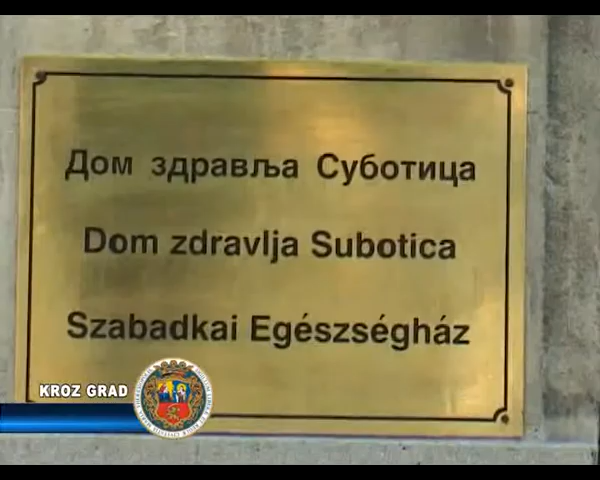 Дом здравља Суботица
Dom zdravlja Subotica
Szabadkai Egészségház
KROZ GRAD